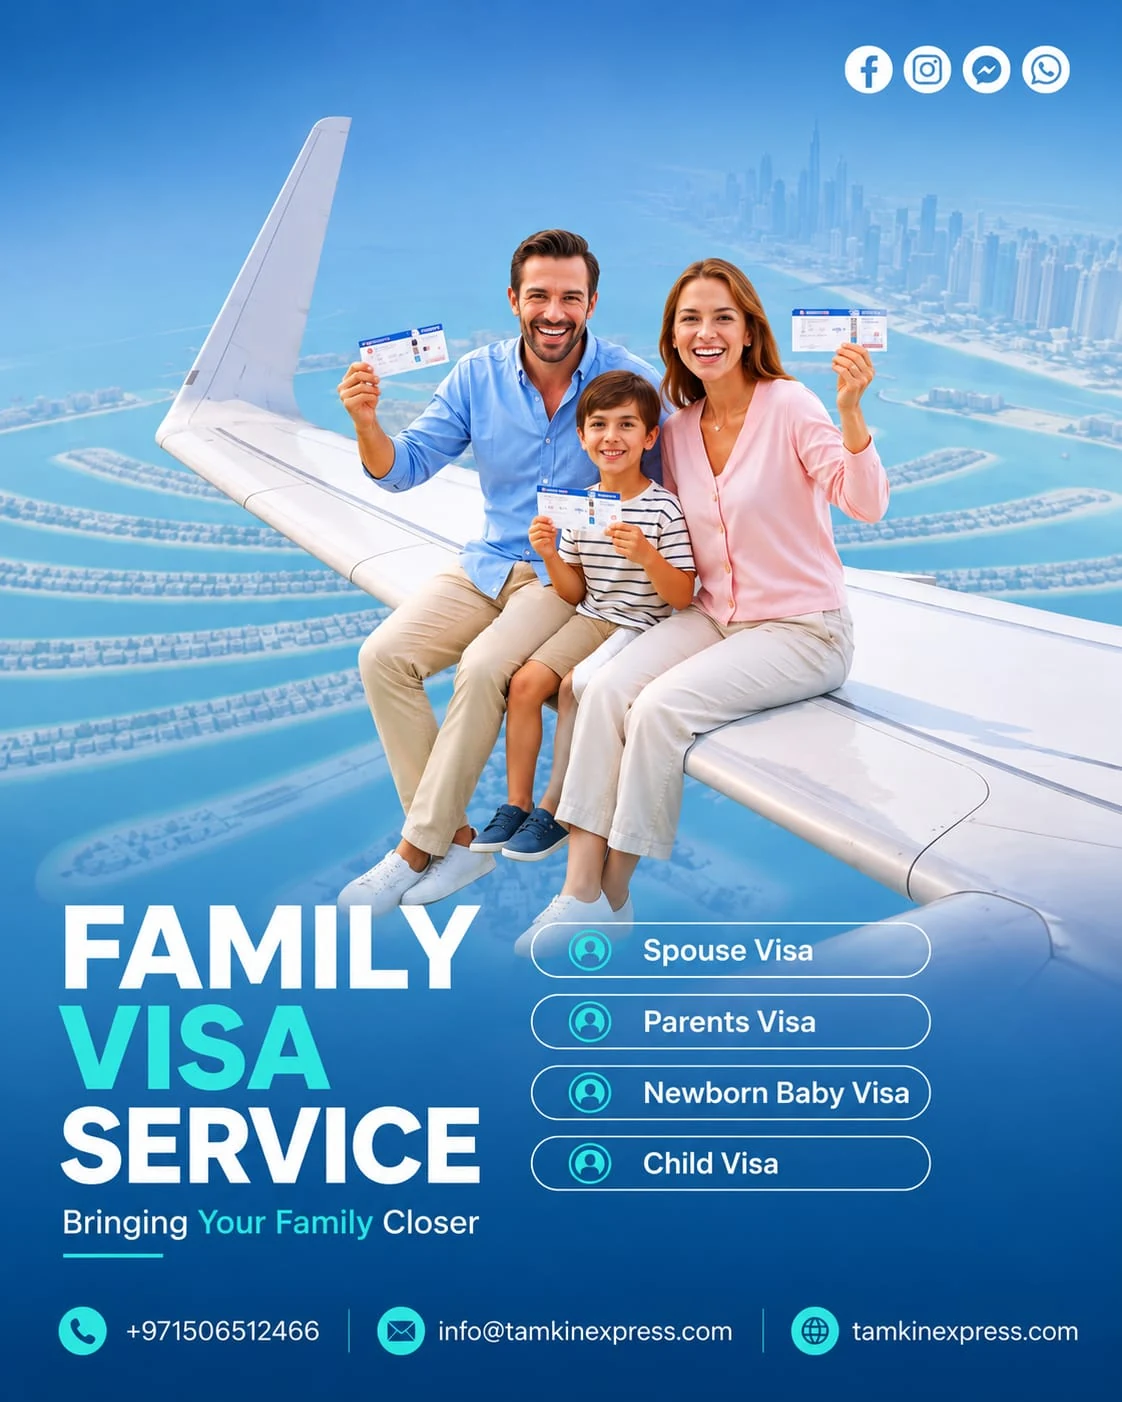 FAMILY
VISA
SERVICE
Bringing Your Family Closer
Spouse Visa
Parents Visa
Newborn Baby Visa
Child Visa
+971506512466
info@tamkinexpress.com
tamkinexpress.com